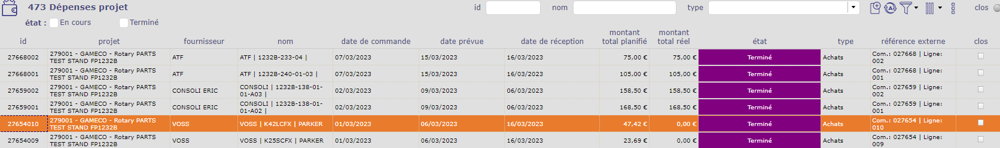 473 Dépenses projet id nom type clos
état : En cours Terminé
montant montant
id projet fournisseur nom date de commande date prévue date de réception total planifié total réel état type référence externe clos
27668002 279001 - GAMECO - Rotary PARTS TEST STAND FP1232B ATF ATF | 1232B-233-04 | 07/03/2023 15/03/2023 16/03/2023 75,00 € 75,00 € Terminé Achats Com.: 027668 | Ligne: 002
27668001 279001 - GAMECO - Rotary PARTS TEST STAND FP1232B ATF ATF | 1232B-240-01-03 | 07/03/2023 15/03/2023 16/03/2023 105,00 € 105,00 € Terminé Achats Com.: 027668 | Ligne: 001
27659002 279001 - GAMECO - Rotary PARTS TEST STAND FP1232B CONSOLI ERIC CONSOLI | 1232B-138-01-01-A03 | 02/03/2023 09/03/2023 06/03/2023 158,50 € 158,50 € Terminé Achats Com.: 027659 | Ligne: 002
27659001 279001 - GAMECO - Rotary PARTS TEST STAND FP1232B CONSOLI ERIC CONSOLI | 1232B-138-01-01-A02 | 02/03/2023 09/03/2023 06/03/2023 168,50 € 168,50 € Terminé Achats Com.: 027659 | Ligne: 001
27654010 279001 - GAMECO - Rotary PARTS TEST STAND FP1232B VOSS VOSS | K42LCFX | PARKER 01/03/2023 06/03/2023 16/03/2023 47,42 € 0,00 € Terminé Achats Com.: 027654 | Ligne: 010
27654009 279001 - GAMECO - Rotary PARTS TEST STAND FP1232B VOSS VOSS | K25SCFX | PARKER 01/03/2023 06/03/2023 16/03/2023 23,69 € 0,00 € Terminé Achats Com.: 027654 | Ligne: 009